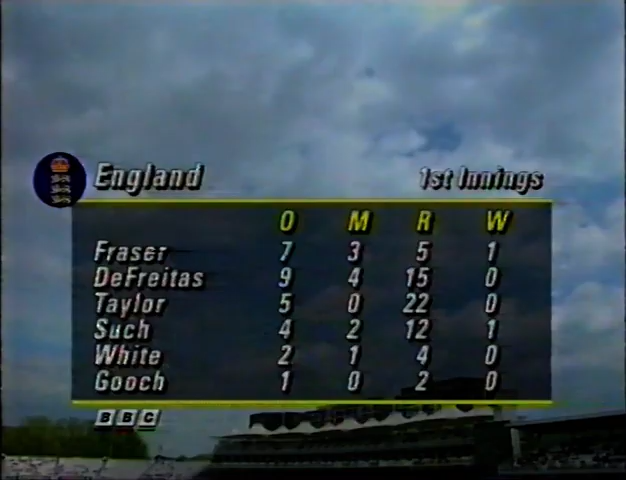 England 1st Innings
O M R W
Fraser 7 3 5 1
DeFreitas 9 4 15 0
Taylor 5 0 22 0
Such 4 2 12 1
White 2 1 4 0
Gooch 1 0 2 0
BBC